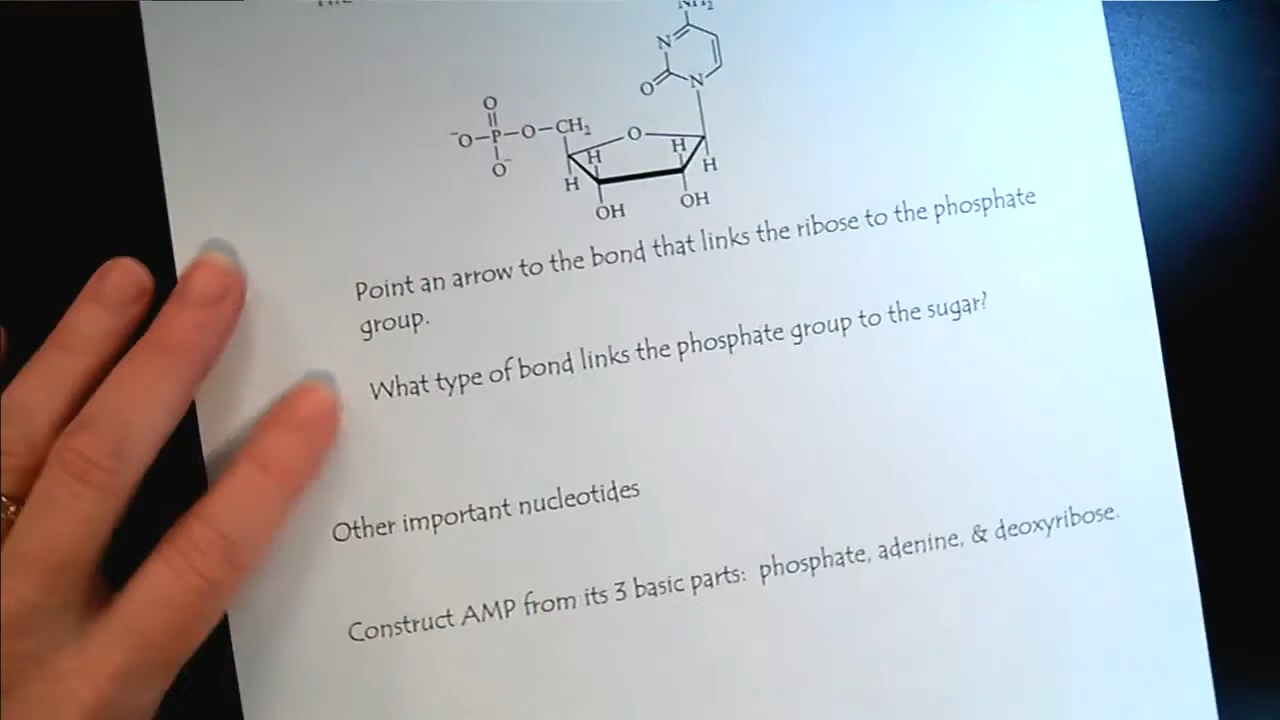 NH2
N
O
N
O
-O-P-O-CH2
O-
O
H
H
H
H
OH
OH
Point an arrow to the bond that links the ribose to the phosphate
group.
What type of bond links the phosphate group to the sugar?
Other important nucleotides
Construct AMP from its 3 basic parts: phosphate, adenine, & deoxyribose.